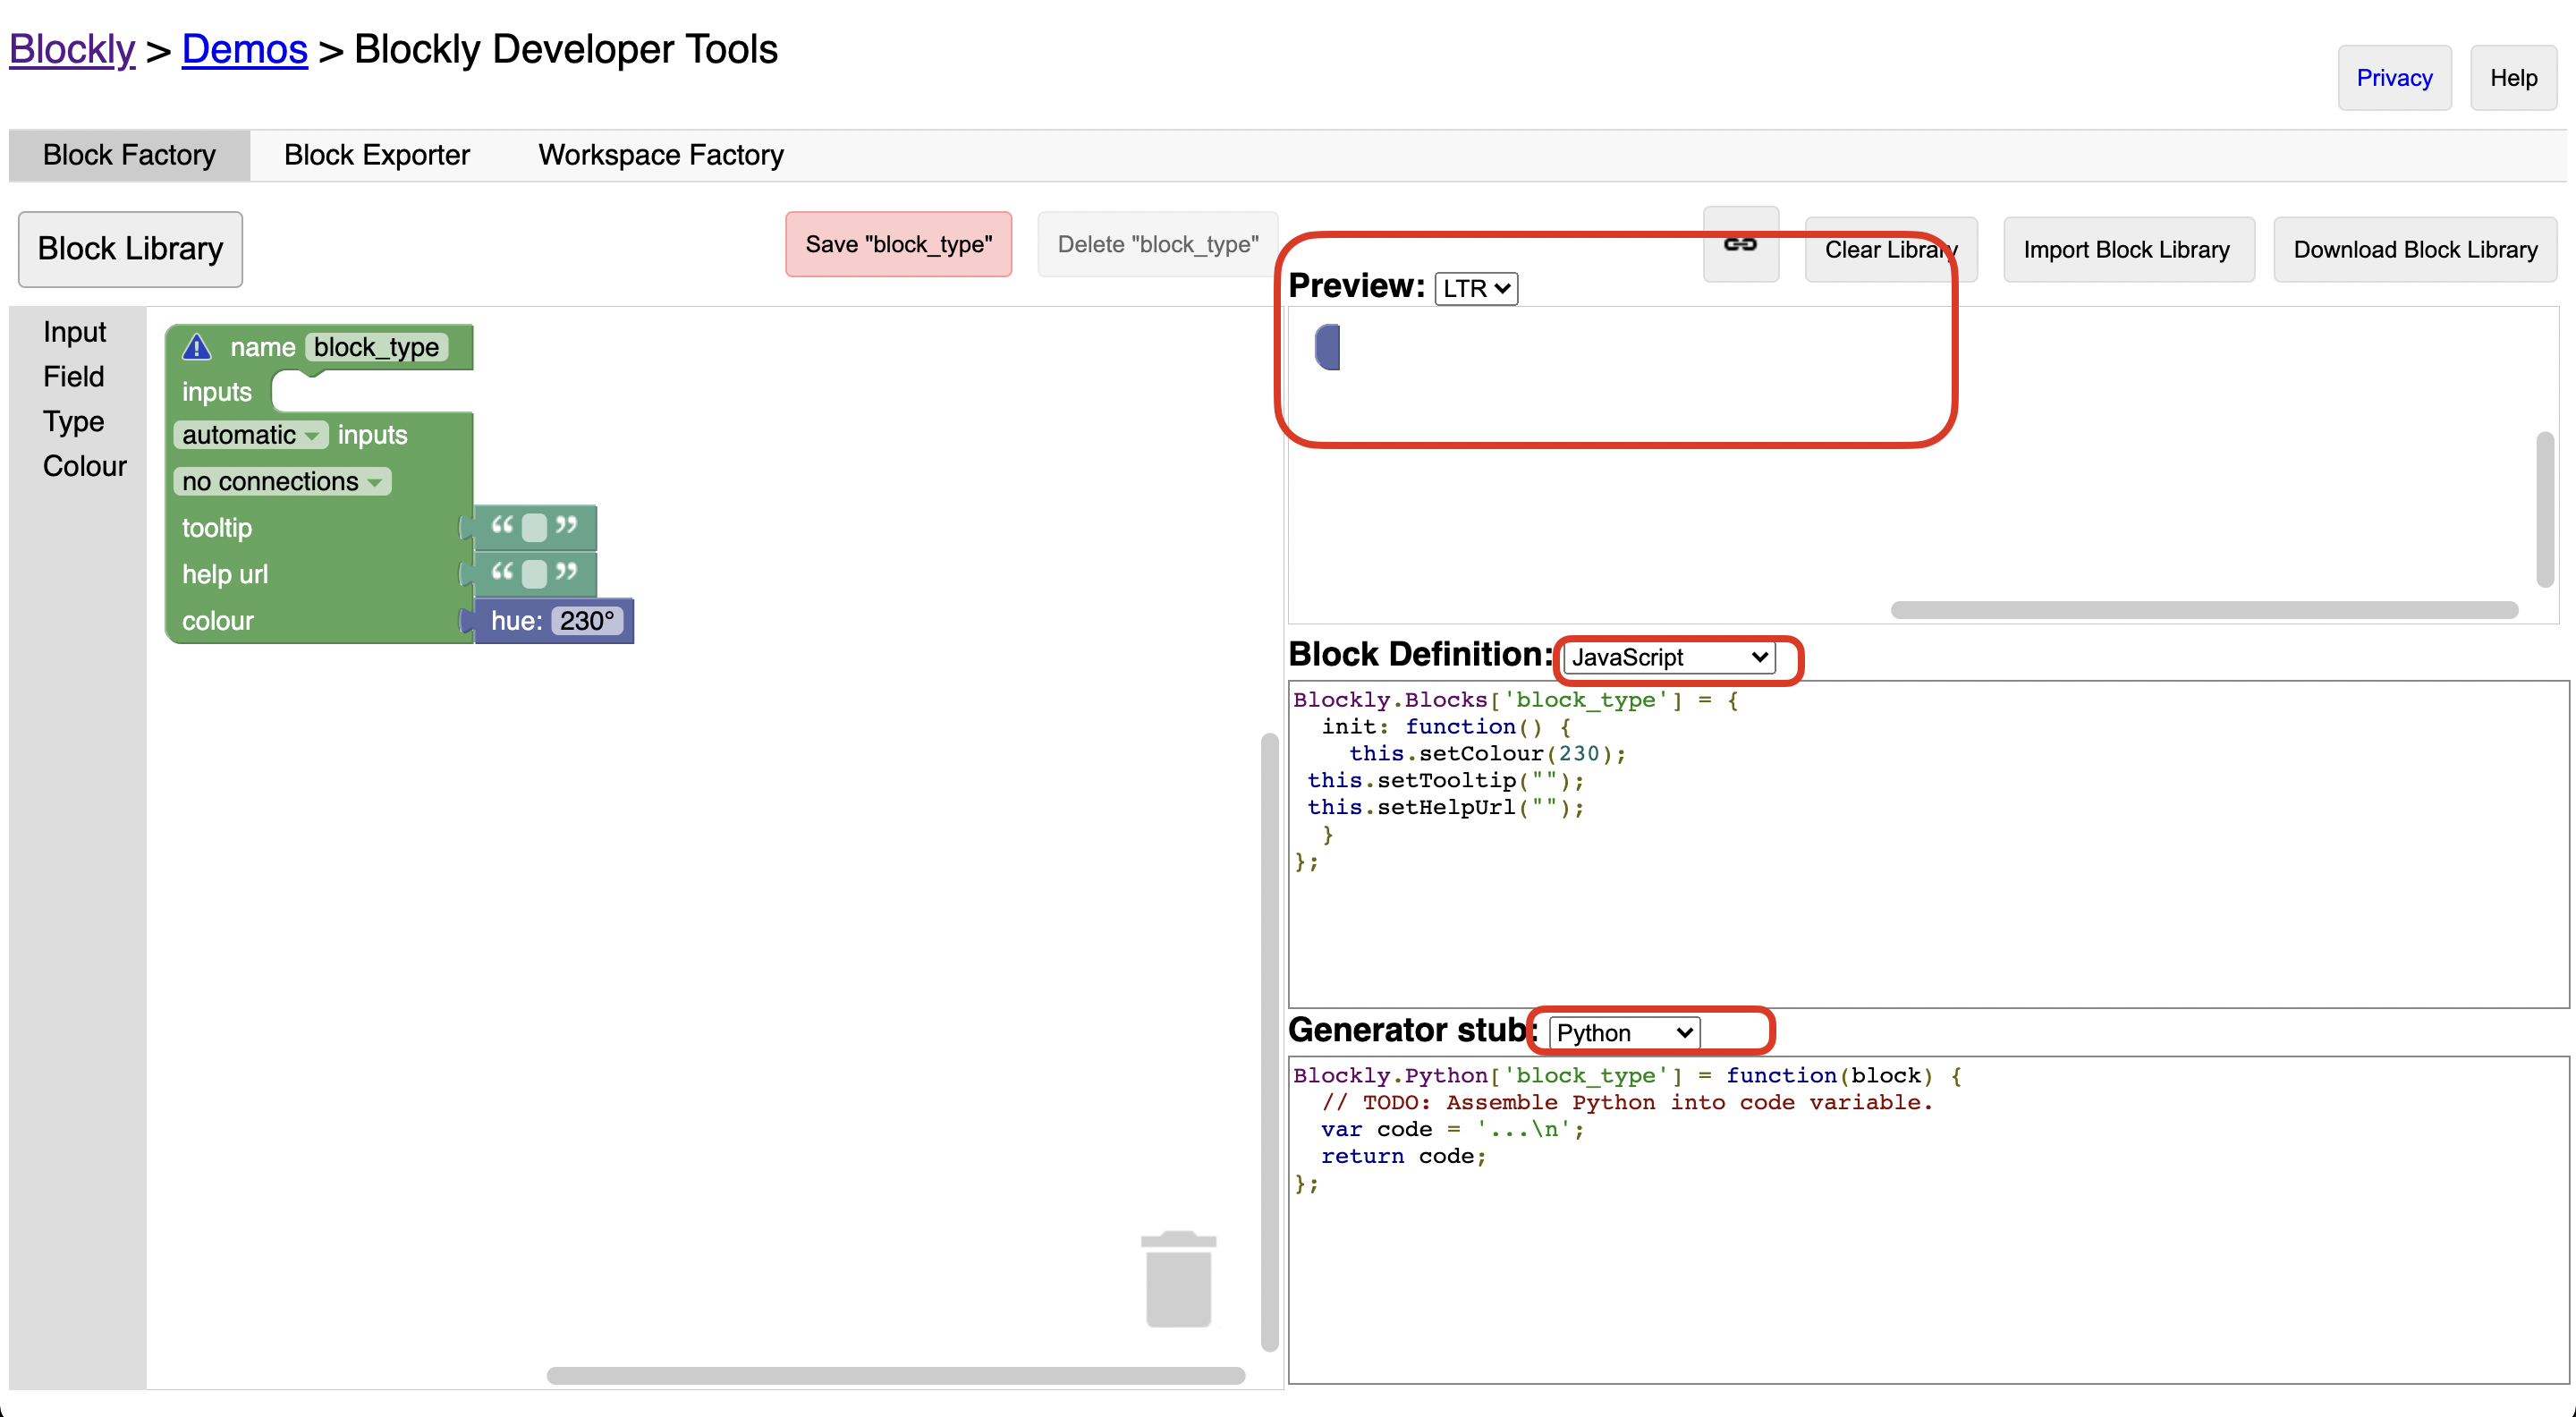 Blockly > Demos > Blockly Developer Tools
Privacy
Help
Block Factory
Block Exporter
Workspace Factory
Block Library
Save "block_type"
Delete "block_type"
Clear Library
Import Block Library
Download Block Library
Input
Field
Type
Colour
name block_type
inputs
automatic inputs
no connections
tooltip “ ”
help url “ ”
colour hue: 230°
Preview: LTR
Block Definition: JavaScript
Blockly.Blocks['block_type'] = {
  init: function() {
    this.setColour(230);
 this.setTooltip("");
 this.setHelpUrl("");
  }
};
Generator stub: Python
Blockly.Python['block_type'] = function(block) {
  // TODO: Assemble Python into code variable.
  var code = '...\n';
  return code;
};